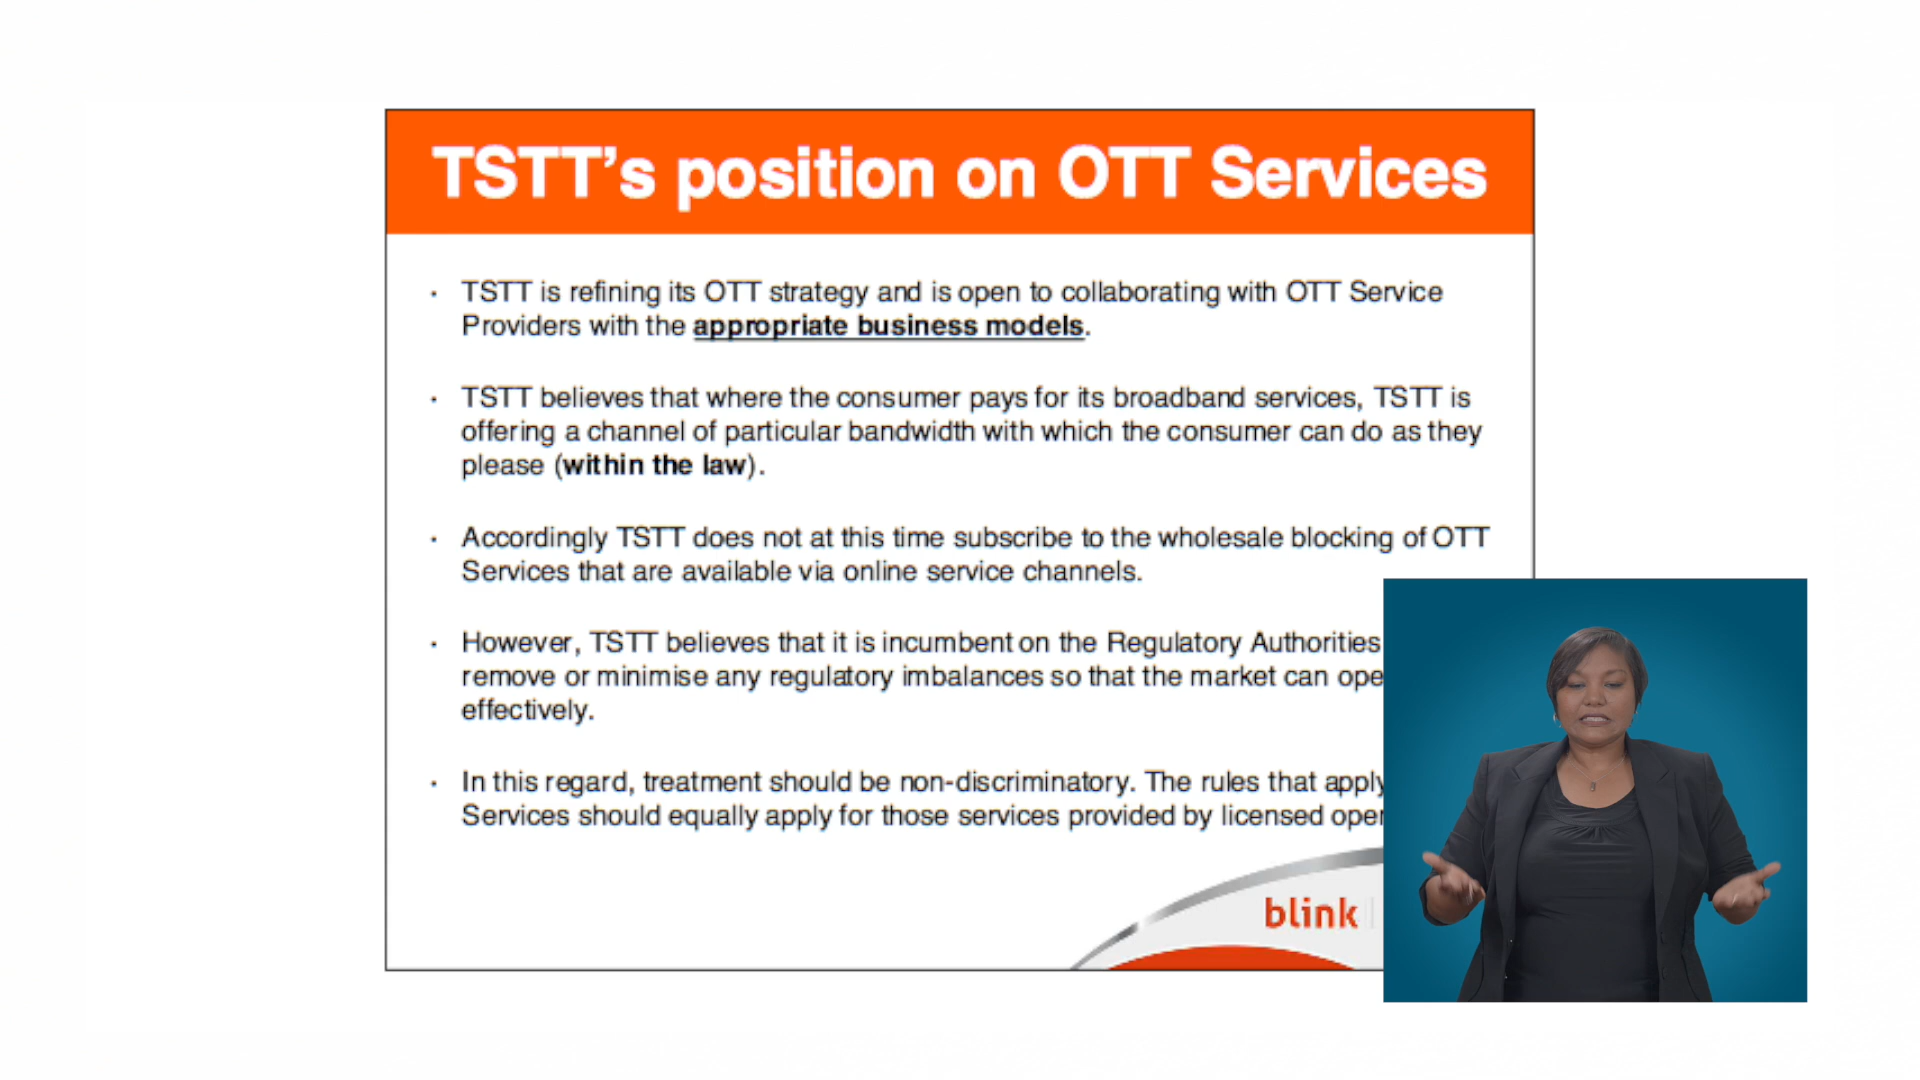 TSTT's position on OTT Services
· TSTT is refining its OTT strategy and is open to collaborating with OTT Service
Providers with the appropriate business models.
· TSTT believes that where the consumer pays for its broadband services, TSTT is
offering a channel of particular bandwidth with which the consumer can do as they
please (within the law).
· Accordingly TSTT does not at this time subscribe to the wholesale blocking of OTT
Services that are available via online service channels.
· However, TSTT believes that it is incumbent on the Regulatory Authorities
remove or minimise any regulatory imbalances so that the market can
effectively.
· In this regard, treatment should be non-discriminatory. The rules that apply
Services should equally apply for those services provided by licensed
blink